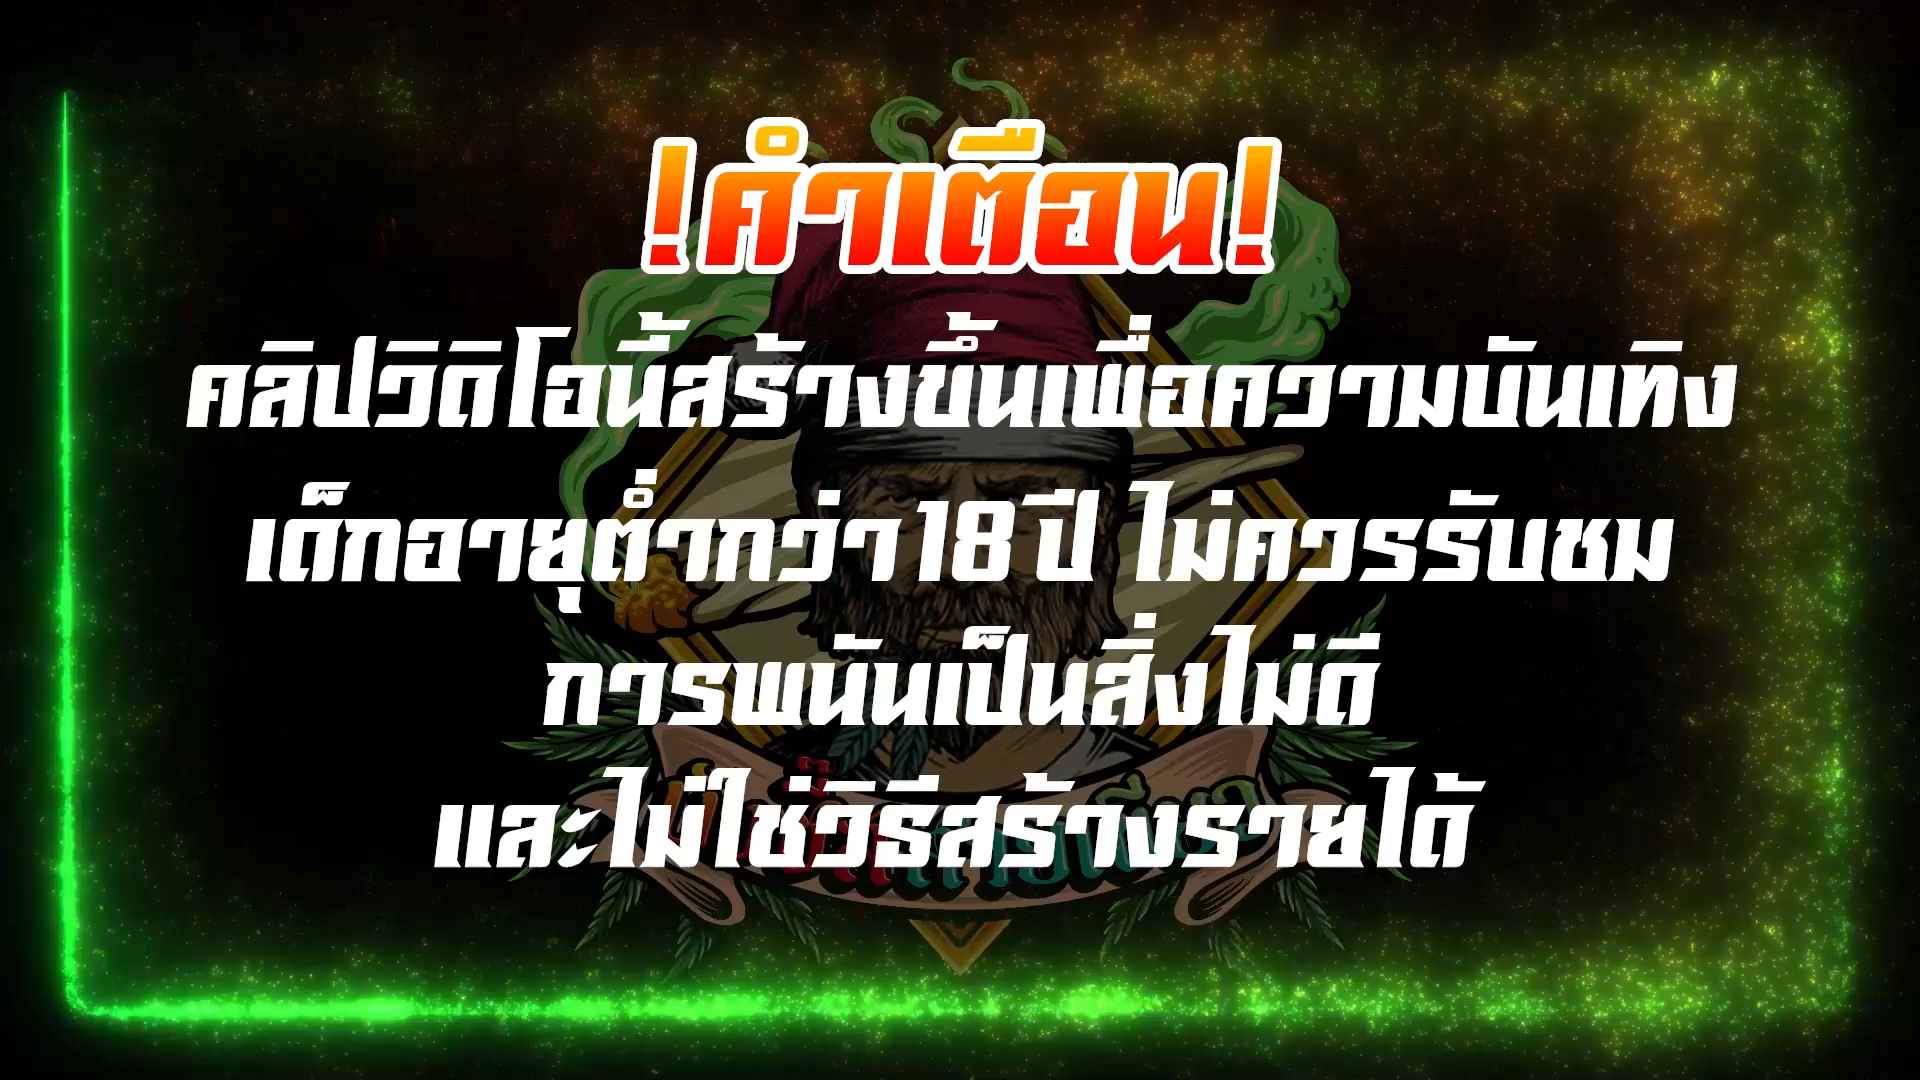 !คำเตือน!
คลิปวิดิโอนี้สร้างขึ้นเพื่อความบันเทิง
เด็กอายุต่ำกว่า 18 ปี ไม่ควรรับชม
การพนันเป็นสิ่งไม่ดี
และไม่ใช่วิธีสร้างรายได้